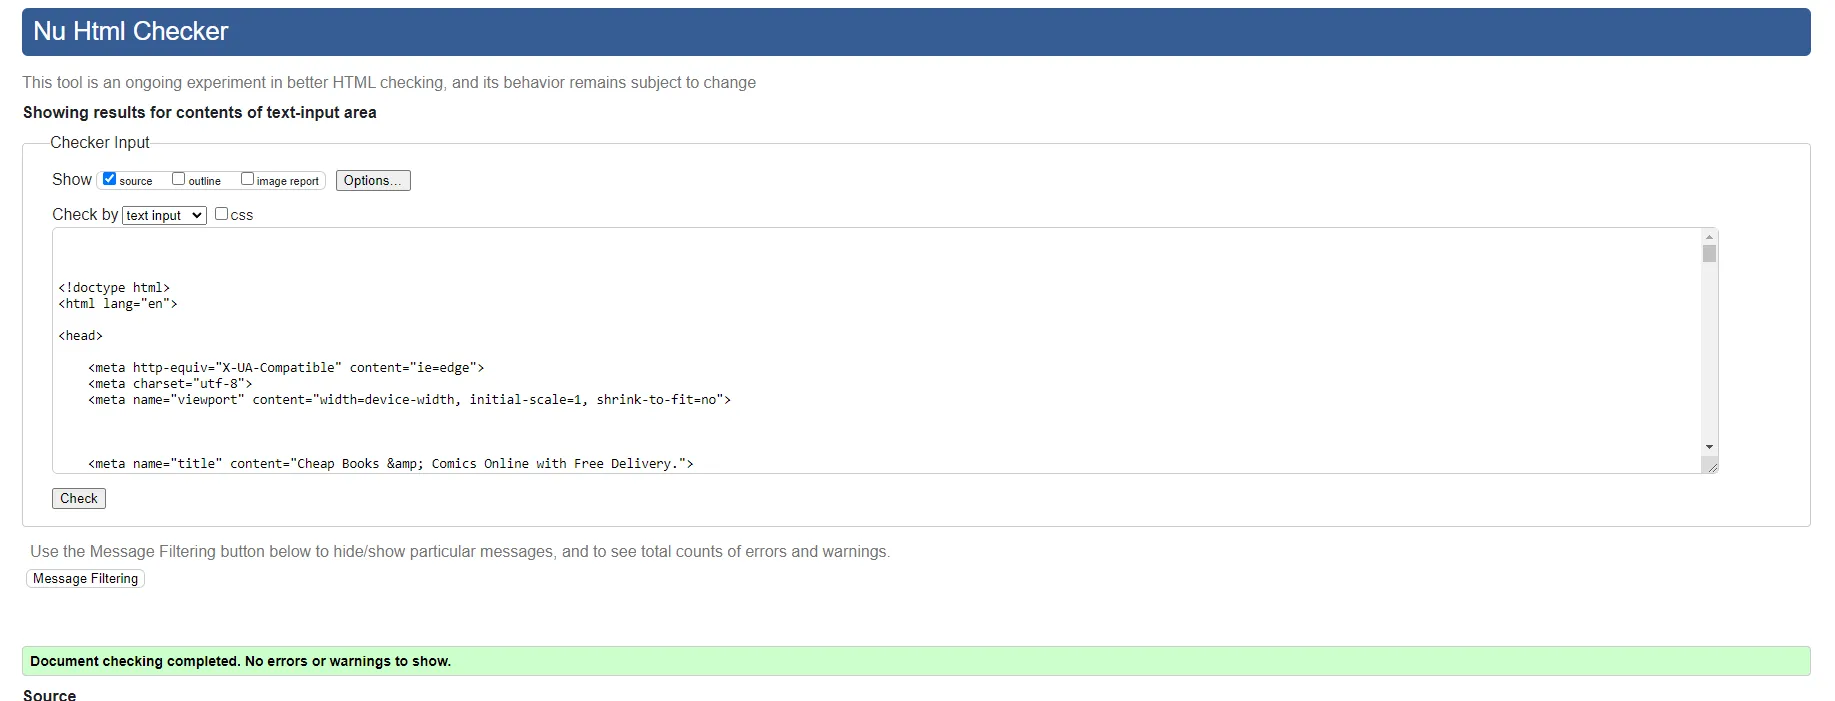 Nu Html Checker
This tool is an ongoing experiment in better HTML checking, and its behavior remains subject to change
Showing results for contents of text-input area
Checker Input
Show source outline image report Options...
Check by text input css
<!doctype html>
<html lang="en">
<head>
<meta http-equiv="X-UA-Compatible" content="ie=edge">
<meta charset="utf-8">
<meta name="viewport" content="width=device-width, initial-scale=1, shrink-to-fit=no">
<meta name="title" content="Cheap Books &amp; Comics Online with Free Delivery.">
Check
Use the Message Filtering button below to hide/show particular messages, and to see total counts of errors and warnings.
Message Filtering
Document checking completed. No errors or warnings to show.
Source